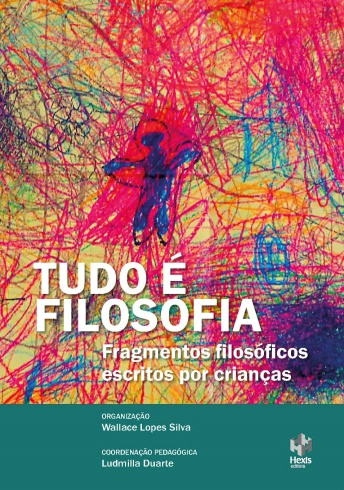 TUDO É
FILOSOFIA
Fragmentos filosóficos
escritos por crianças
ORGANIZAÇÃO
Wallace Lopes Silva
COORDENAÇÃO PEDAGÓGICA
Ludmilla Duarte
Hexis
editora